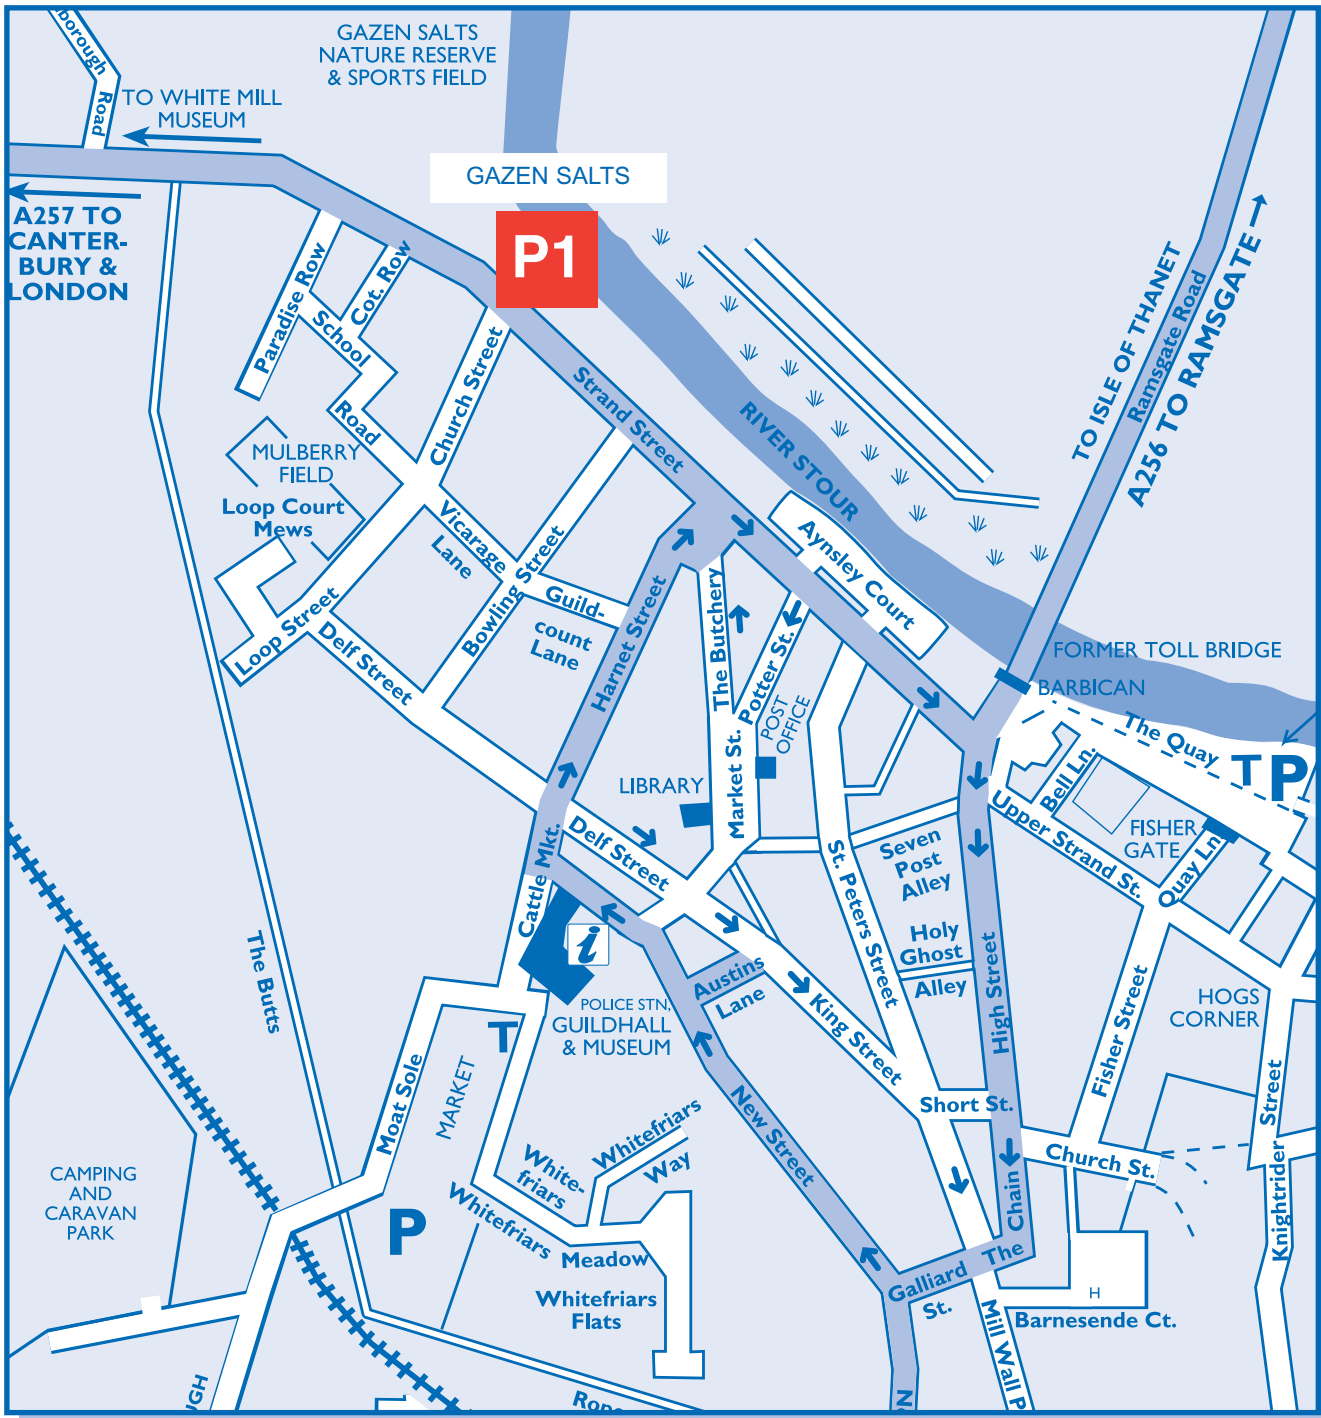 GAZEN SALTS
NATURE RESERVE
& SPORTS FIELD
borough
Road
TO WHITE MILL
MUSEUM
GAZEN SALTS
P1
A257 TO
CANTER-
BURY &
LONDON
Paradise Row
Cot. Row
School
Road
Church Street
Strand Street
RIVER STOUR
TO ISLE OF THANET
Ramsgate Road
A256 TO RAMSGATE
MULBERRY
FIELD
Loop Court
Mews
Vicarage
Lane
Bowling Street
Guild-
count
Lane
Harnet Street
The Butchery
Potter St.
Aynsley Court
Loop Street
Delf Street
POST
OFFICE
FORMER TOLL BRIDGE
BARBICAN
The Quay
T P
LIBRARY
Market St.
Bell Ln.
Upper Strand St.
FISHER
GATE
Quay Ln.
Cattle Mkt.
Delf Street
St. Peters Street
Seven
Post
Alley
Holy
Ghost
Alley
High Street
The Butts
i
Austins
Lane
King Street
Fisher Street
HOGS
CORNER
POLICE STN,
GUILDHALL
& MUSEUM
T
MARKET
Moat Sole
New Street
Short St.
Church St.
Knightrider Street
Whitefriars
Way
White-
friars
Whitefriars
Meadow
Whitefriars
Flats
CAMPING
AND
CARAVAN
PARK
P
The Chain
Galliard
St.
H
Barnesende Ct.
Mill Wall P
UGH
Rope
N